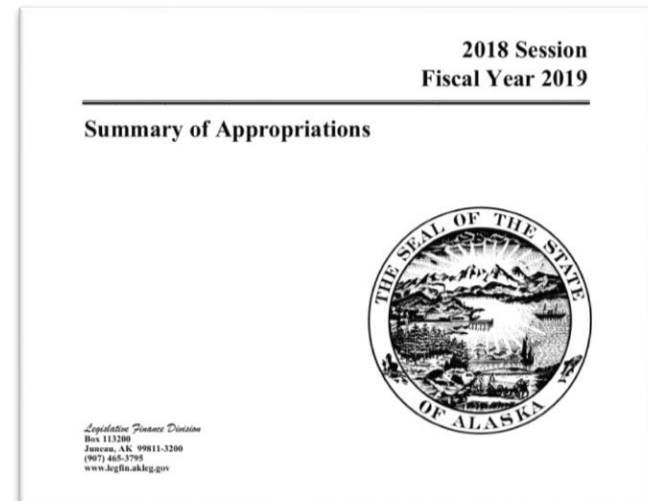 2018 Session
Fiscal Year 2019
Summary of Appropriations
THE SEAL OF THE STATE
OF ALASKA
Legislative Finance Division
Box 113200
Juneau, AK 99811-3200
(907) 465-3795
www.legfin.akleg.gov